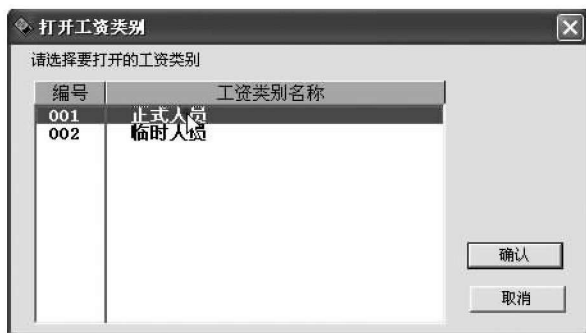 打开工资类别
请选择要打开的工资类别
编号 工资类别名称
001 正式人员
002 临时人员
确认
取消